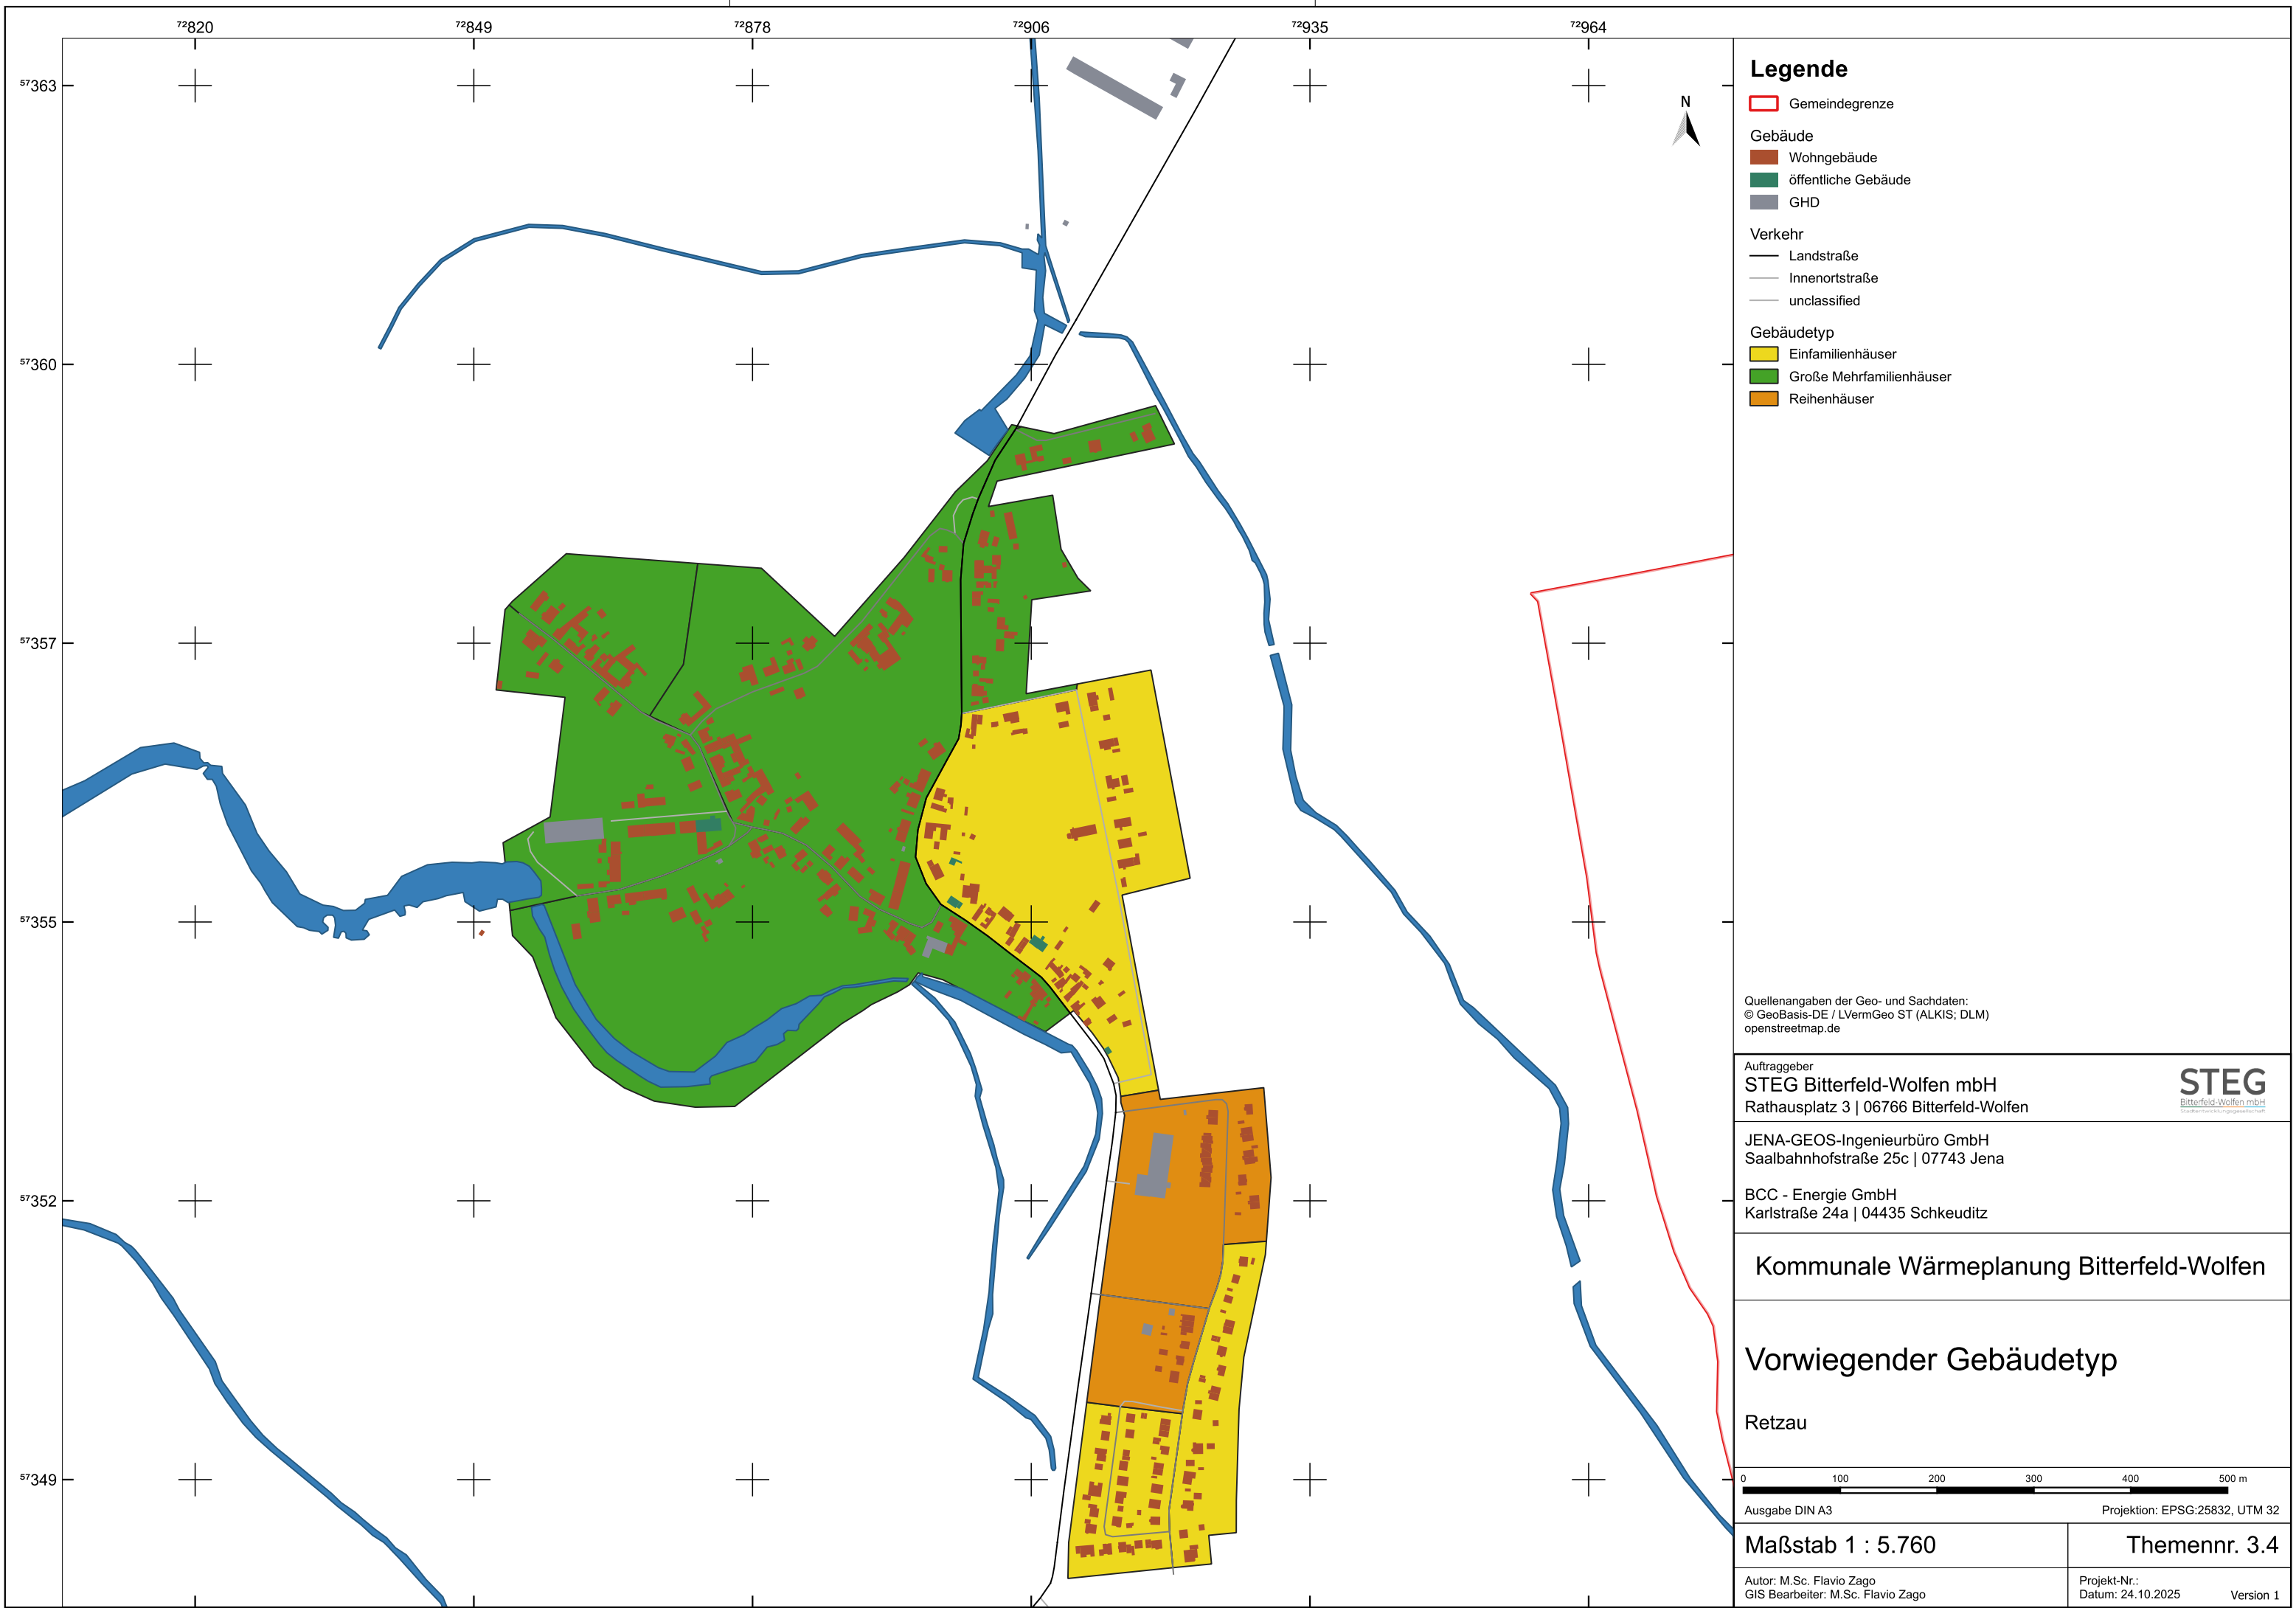 72820 72849 72878 72906 72935 72964
57363
57360
57357
57355
57352
57349
N
Legende
Gemeindegrenze
Gebäude
Wohngebäude
öffentliche Gebäude
GHD
Verkehr
Landstraße
Innenortstraße
unclassified
Gebäudetyp
Einfamilienhäuser
Große Mehrfamilienhäuser
Reihenhäuser
Quellenangaben der Geo- und Sachdaten:
© GeoBasis-DE / LVermGeo ST (ALKIS; DLM)
openstreetmap.de
Auftraggeber
STEG Bitterfeld-Wolfen mbH
Rathausplatz 3 | 06766 Bitterfeld-Wolfen
STEG
Bitterfeld-Wolfen mbH
Stadtentwicklungsgesellschaft
JENA-GEOS-Ingenieurbüro GmbH
Saalbahnhofstraße 25c | 07743 Jena
BCC - Energie GmbH
Karlstraße 24a | 04435 Schkeuditz
Kommunale Wärmeplanung Bitterfeld-Wolfen
Vorwiegender Gebäudetyp
Retzau
0 100 200 300 400 500 m
Ausgabe DIN A3 Projektion: EPSG:25832, UTM 32
Maßstab 1 : 5.760 Themennr. 3.4
Autor: M.Sc. Flavio Zago
GIS Bearbeiter: M.Sc. Flavio Zago
Projekt-Nr.:
Datum: 24.10.2025 Version 1